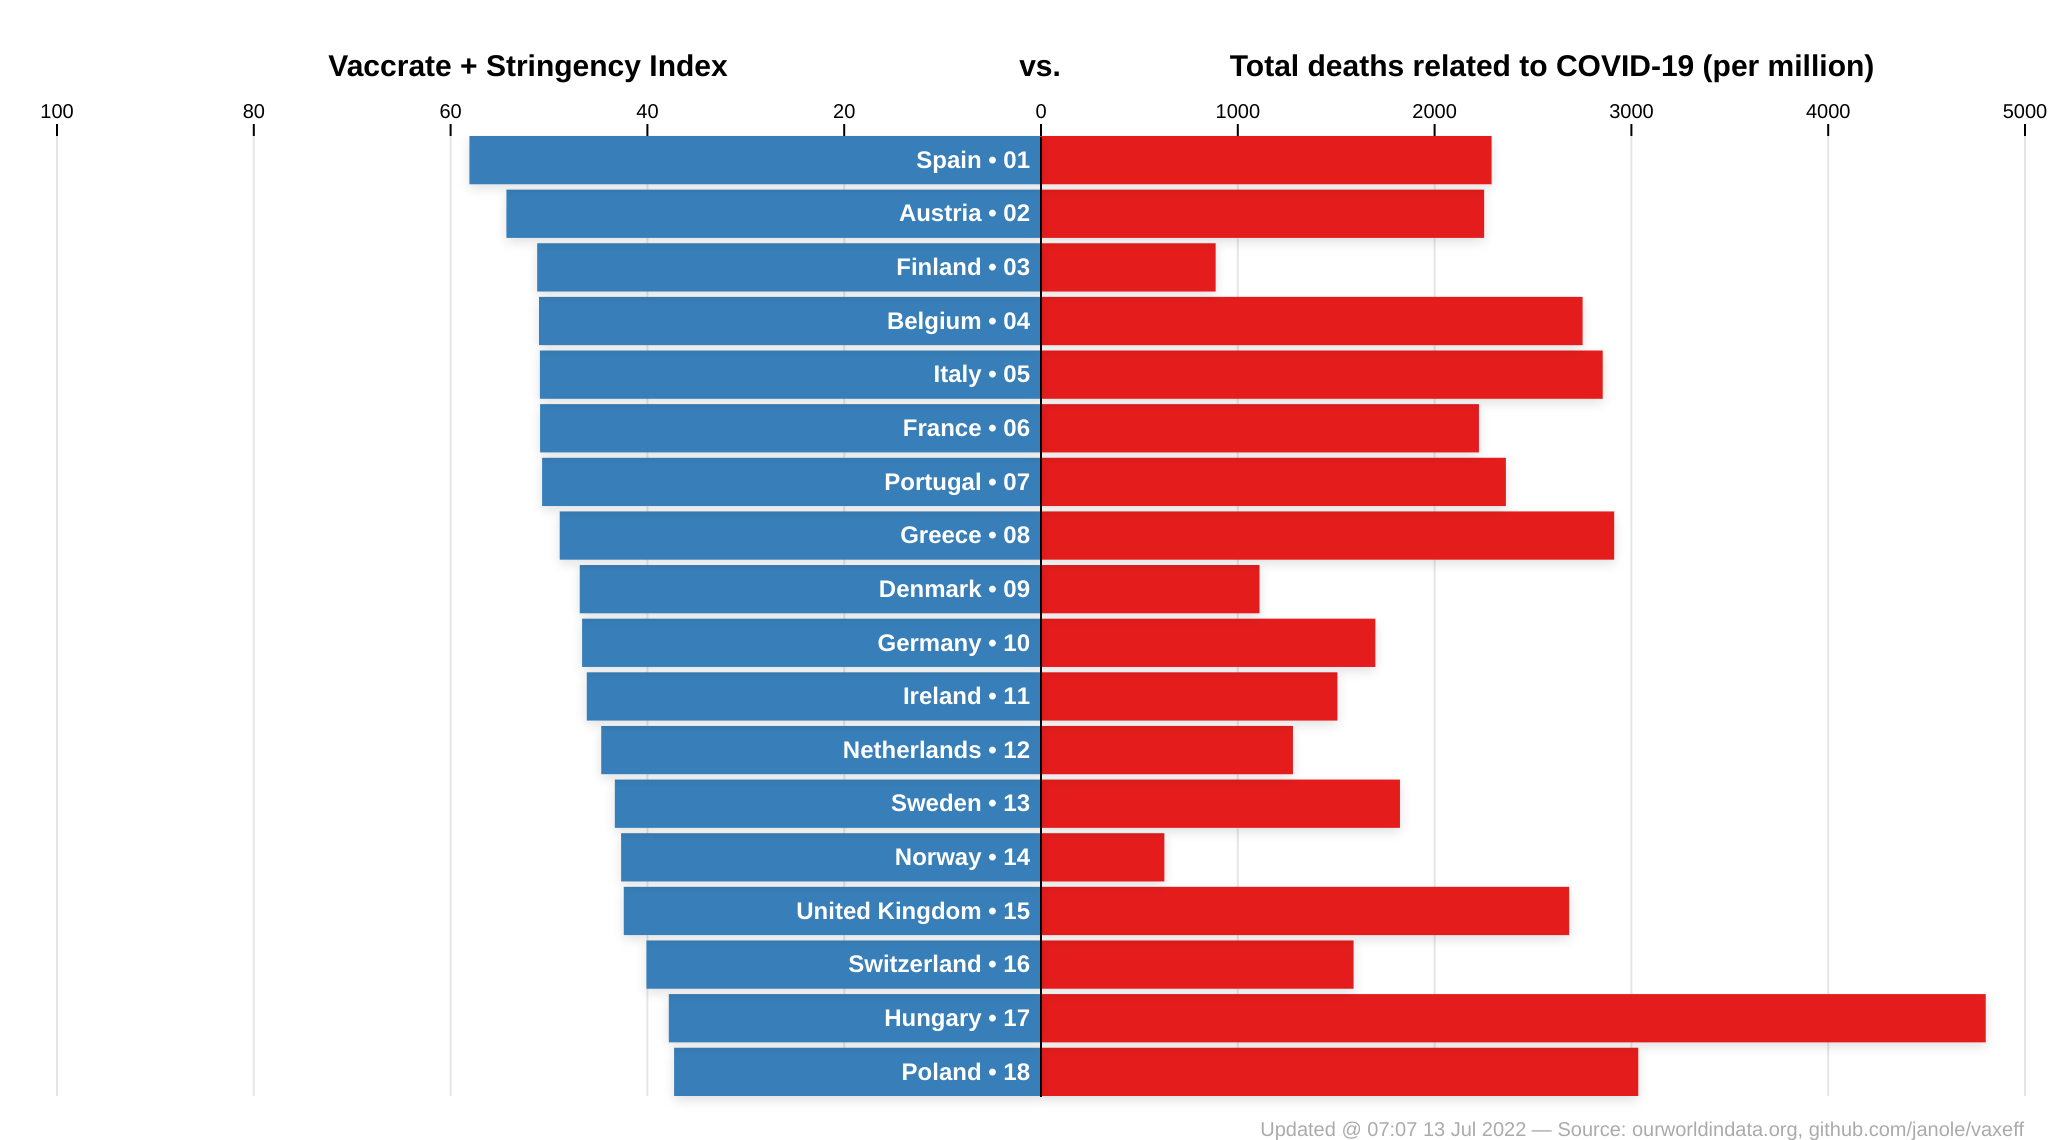 Vaccrate + Stringency Index vs. Total deaths related to COVID-19 (per million)
100 80 60 40 20 0 1000 2000 3000 4000 5000
Spain • 01
Austria • 02
Finland • 03
Belgium • 04
Italy • 05
France • 06
Portugal • 07
Greece • 08
Denmark • 09
Germany • 10
Ireland • 11
Netherlands • 12
Sweden • 13
Norway • 14
United Kingdom • 15
Switzerland • 16
Hungary • 17
Poland • 18
Updated @ 07:07 13 Jul 2022 — Source: ourworldindata.org, github.com/janole/vaxeff